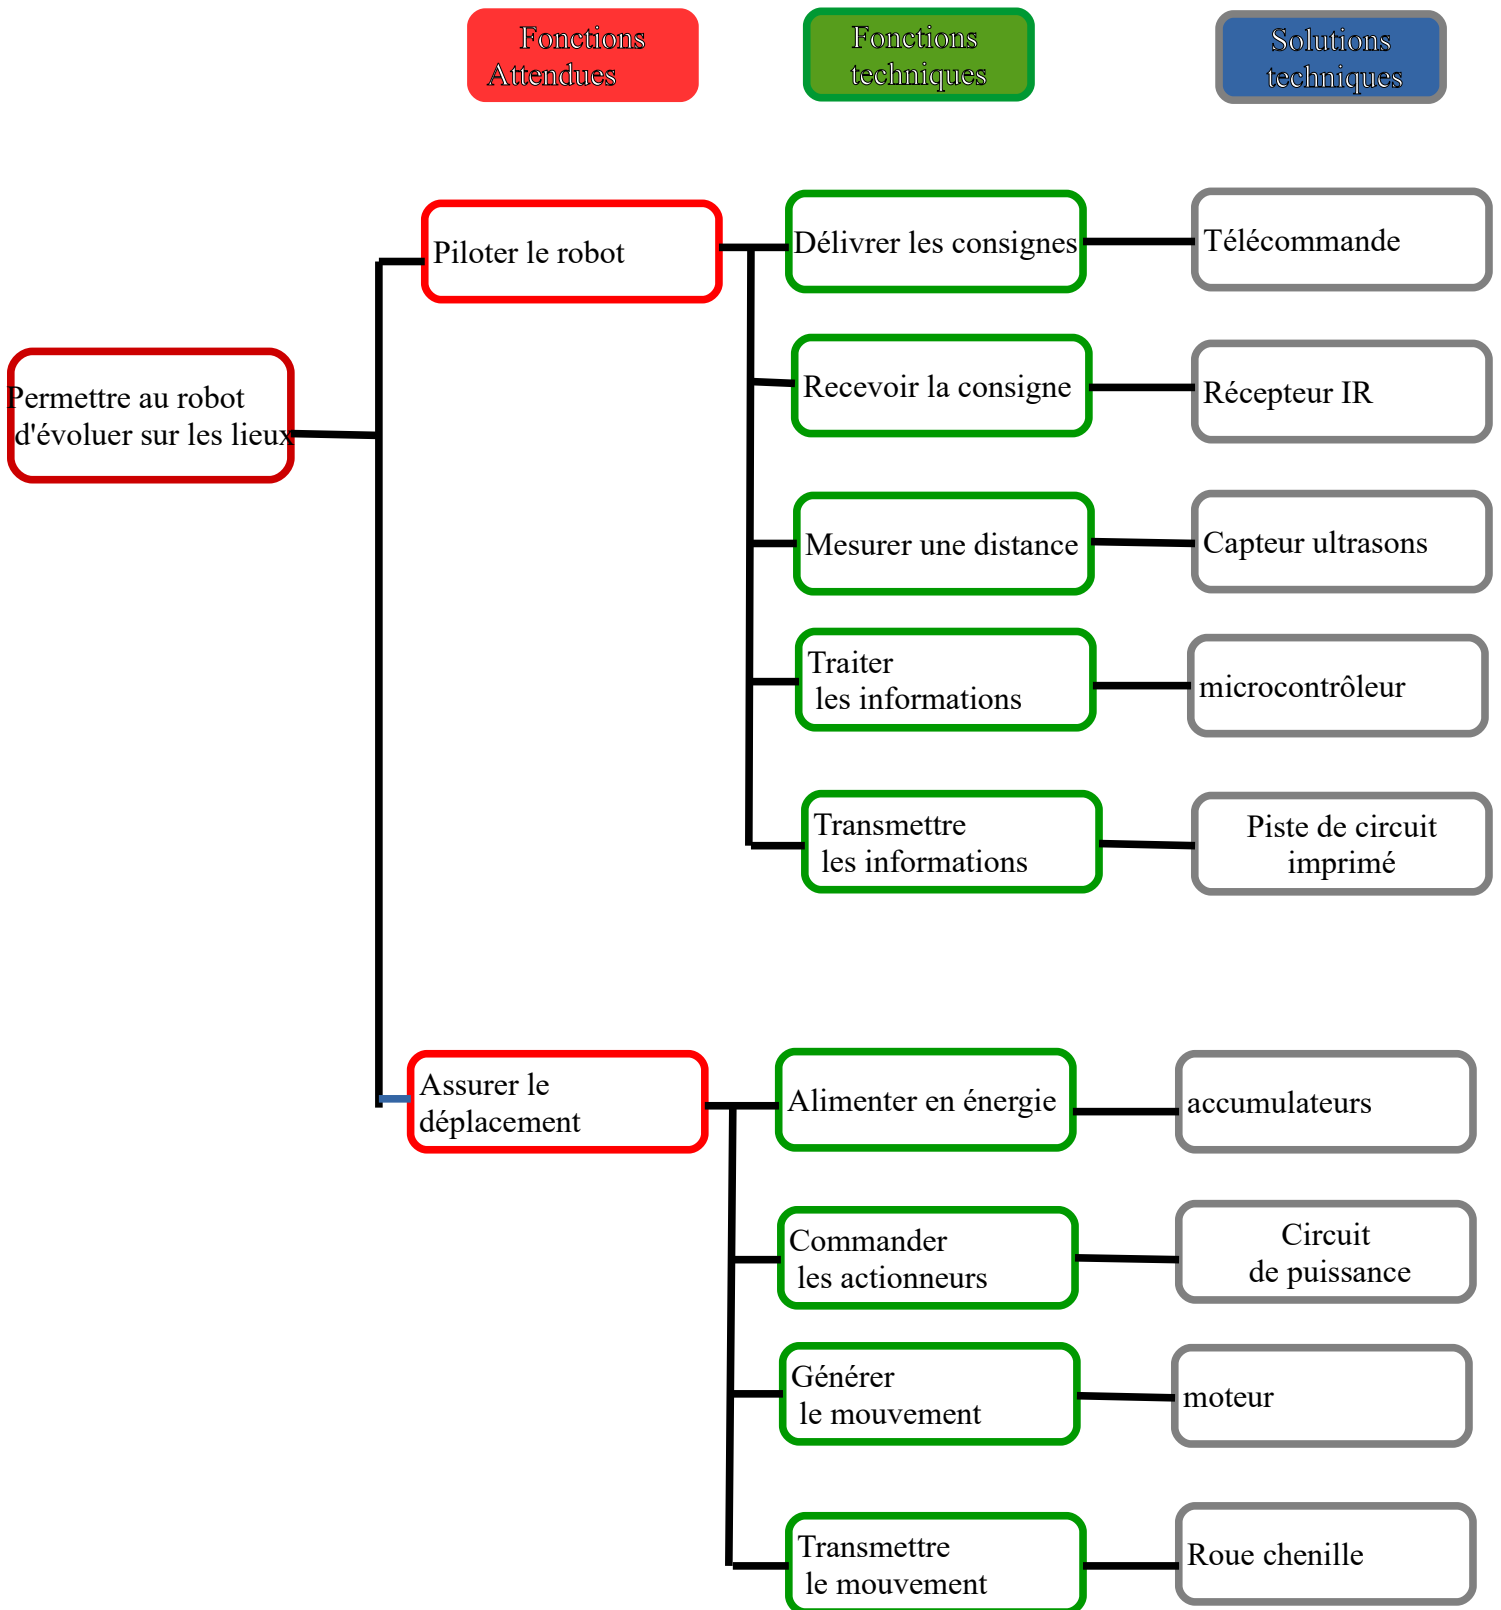 Fonctions
Attendues
Fonctions
techniques
Solutions
techniques
Piloter le robot
Délivrer les consignes
Télécommande
Permettre au robot
d'évoluer sur les lieux
Recevoir la consigne
Récepteur IR
Mesurer une distance
Capteur ultrasons
Traiter
les informations
microcontrôleur
Transmettre
les informations
Piste de circuit
imprimé
Assurer le
déplacement
Alimenter en énergie
accumulateurs
Commander
les actionneurs
Circuit
de puissance
Générer
le mouvement
moteur
Transmettre
le mouvement
Roue chenille